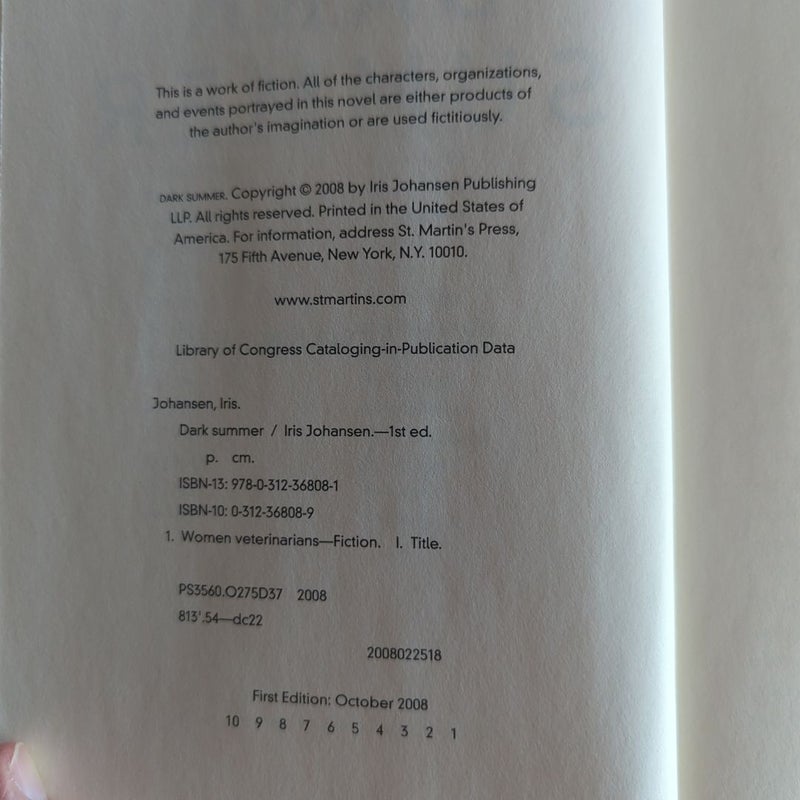 This is a work of fiction. All of the characters, organizations,
and events portrayed in this novel are either products of
the author's imagination or are used fictitiously.
DARK SUMMER. Copyright © 2008 by Iris Johansen Publishing
LLP. All rights reserved. Printed in the United States of
America. For information, address St. Martin's Press,
175 Fifth Avenue, New York, N.Y. 10010.
www.stmartins.com
Library of Congress Cataloging-in-Publication Data
Johansen, Iris.
Dark summer / Iris Johansen.—1st ed.
p. cm.
ISBN-13: 978-0-312-36808-1
ISBN-10: 0-312-36808-9
1. Women veterinarians—Fiction. I. Title.
PS3560.O275D37 2008
813'.54—dc22
2008022518
First Edition: October 2008
10 9 8 7 6 5 4 3 2 1